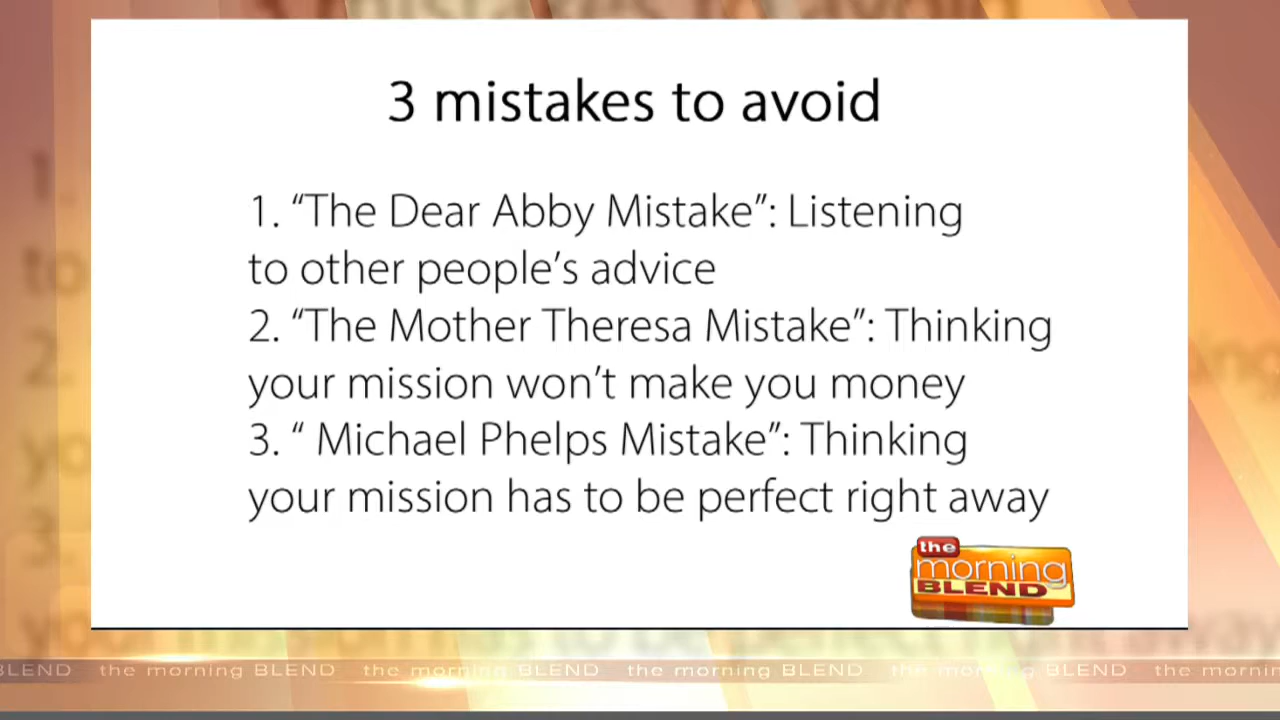 3 mistakes to avoid
1. “The Dear Abby Mistake”: Listening
to other people’s advice
2. “The Mother Theresa Mistake”: Thinking
your mission won’t make you money
3. “ Michael Phelps Mistake”: Thinking
your mission has to be perfect right away
the
morning
BLEND
BLEND the morning BLEND the morning BLEND the morning BLEND the morning BLEND the mornin